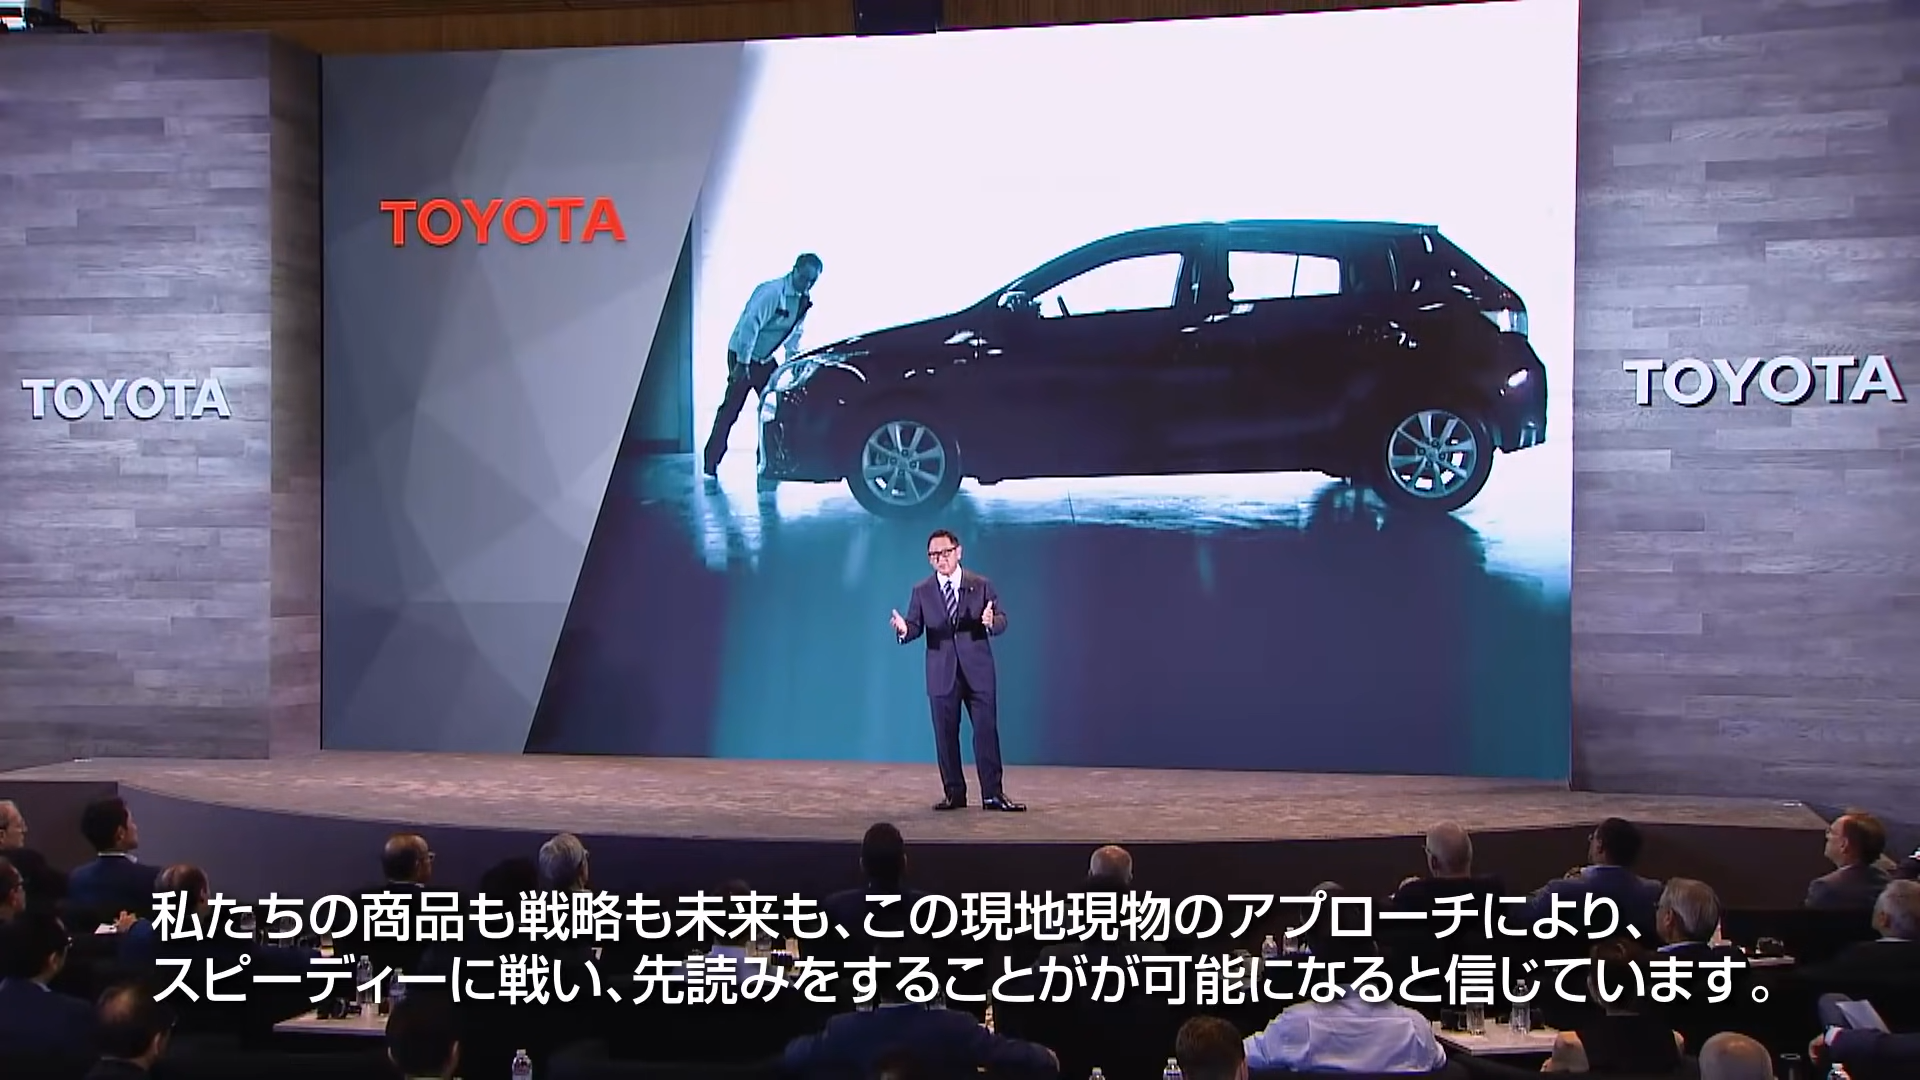 TOYOTA
TOYOTA
TOYOTA
私たちの商品も戦略も未来も、この現地現物のアプローチにより、
スピーディーに戦い、先読みをすることがが可能になると信じています。